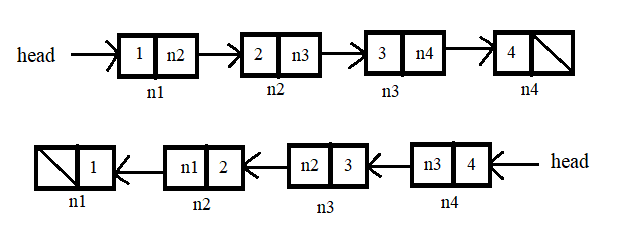 head 1 n2 2 n3 3 n4 4
n1 n2 n3 n4
1 n1 2 n2 3 n3 4 head
n1 n2 n3 n4